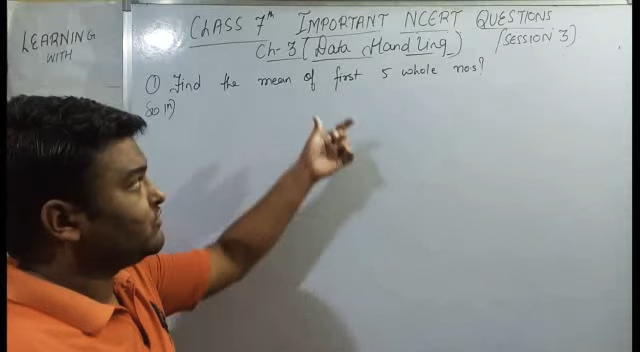 LEARNING
WITH
CLASS 7th IMPORTANT NCERT QUESTIONS
Ch-3 (Data Handling) (SESSION 3)
① Find the mean of first 5 whole nos?
Sol^n)